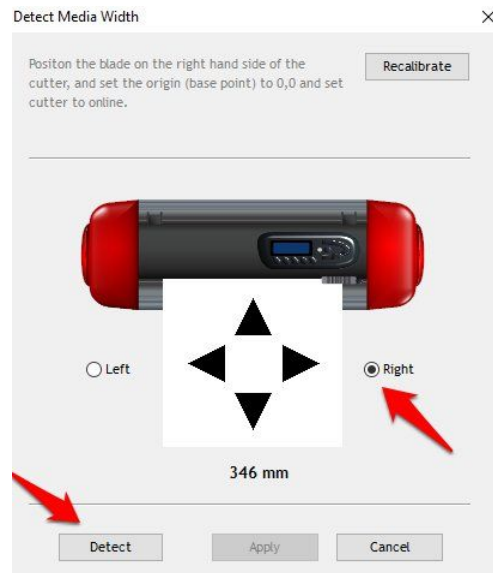 Detect Media Width
Positon the blade on the right hand side of the
cutter, and set the origin (base point) to 0,0 and set
cutter to online.
Recalibrate
Left
Right
346 mm
Detect
Apply
Cancel